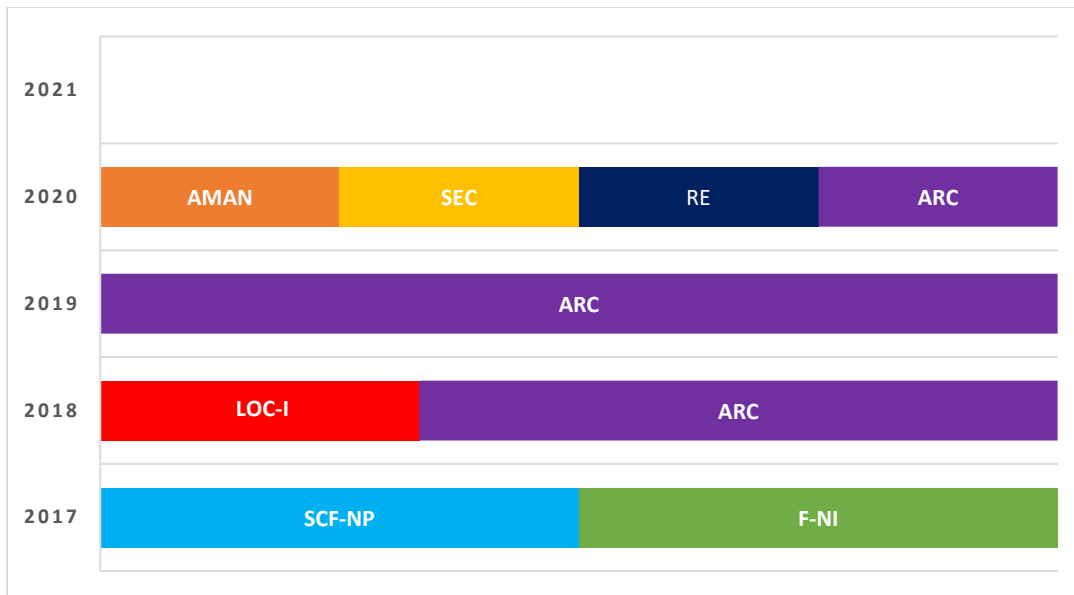 2021
2020 AMAN SEC RE ARC
2019 ARC
2018 LOC-I ARC
2017 SCF-NP F-NI